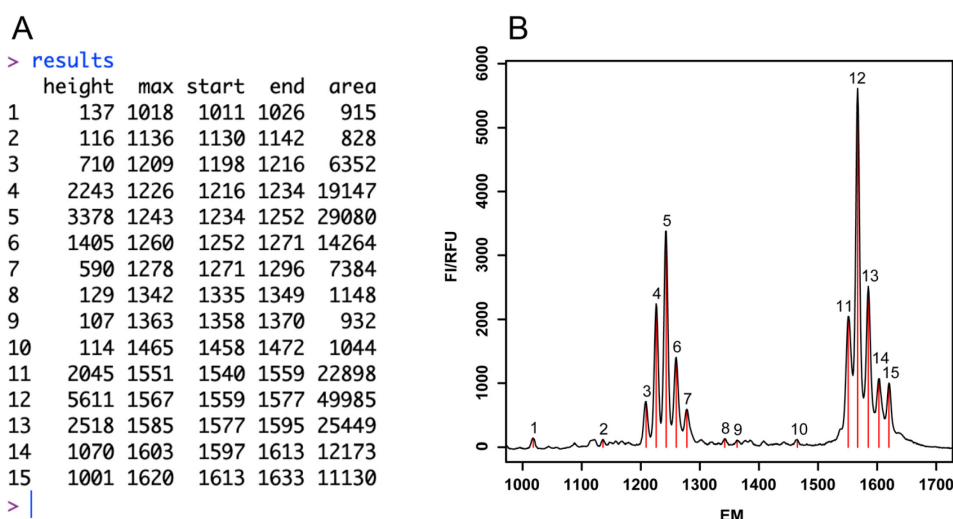 A
> results
height max start end area
1 137 1018 1011 1026 915
2 116 1136 1130 1142 828
3 710 1209 1198 1216 6352
4 2243 1226 1216 1234 19147
5 3378 1243 1234 1252 29080
6 1405 1260 1252 1271 14264
7 590 1278 1271 1296 7384
8 129 1342 1335 1349 1148
9 107 1363 1358 1370 932
10 114 1465 1458 1472 1044
11 2045 1551 1540 1559 22898
12 5611 1567 1559 1577 49985
13 2518 1585 1577 1595 25449
14 1070 1603 1597 1613 12173
15 1001 1620 1613 1633 11130
>
B
FI/RFU
6000
5000
4000
3000
2000
1000
0
1
2
3
4
5
6
7
8
9
10
11
12
13
14
15
1000 1100 1200 1300 1400 1500 1600 1700
EM